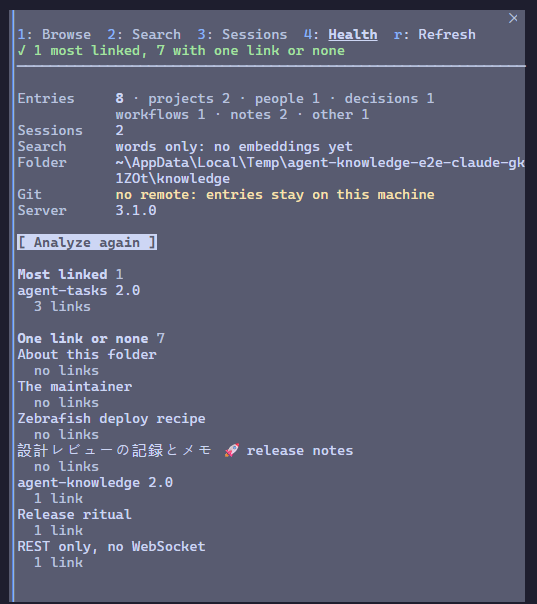 ×
1: Browse 2: Search 3: Sessions 4: Health r: Refresh
√ 1 most linked, 7 with one link or none
Entries 8 · projects 2 · people 1 · decisions 1
workflows 1 · notes 2 · other 1
Sessions 2
Search words only: no embeddings yet
Folder ~\AppData\Local\Temp\agent-knowledge-e2e-claude-gk
1ZOt\knowledge
Git no remote: entries stay on this machine
Server 3.1.0
[ Analyze again ]
Most linked 1
agent-tasks 2.0
3 links
One link or none 7
About this folder
no links
The maintainer
no links
Zebrafish deploy recipe
no links
設計レビューの記録とメモ 🚀 release notes
no links
agent-knowledge 2.0
1 link
Release ritual
1 link
REST only, no WebSocket
1 link